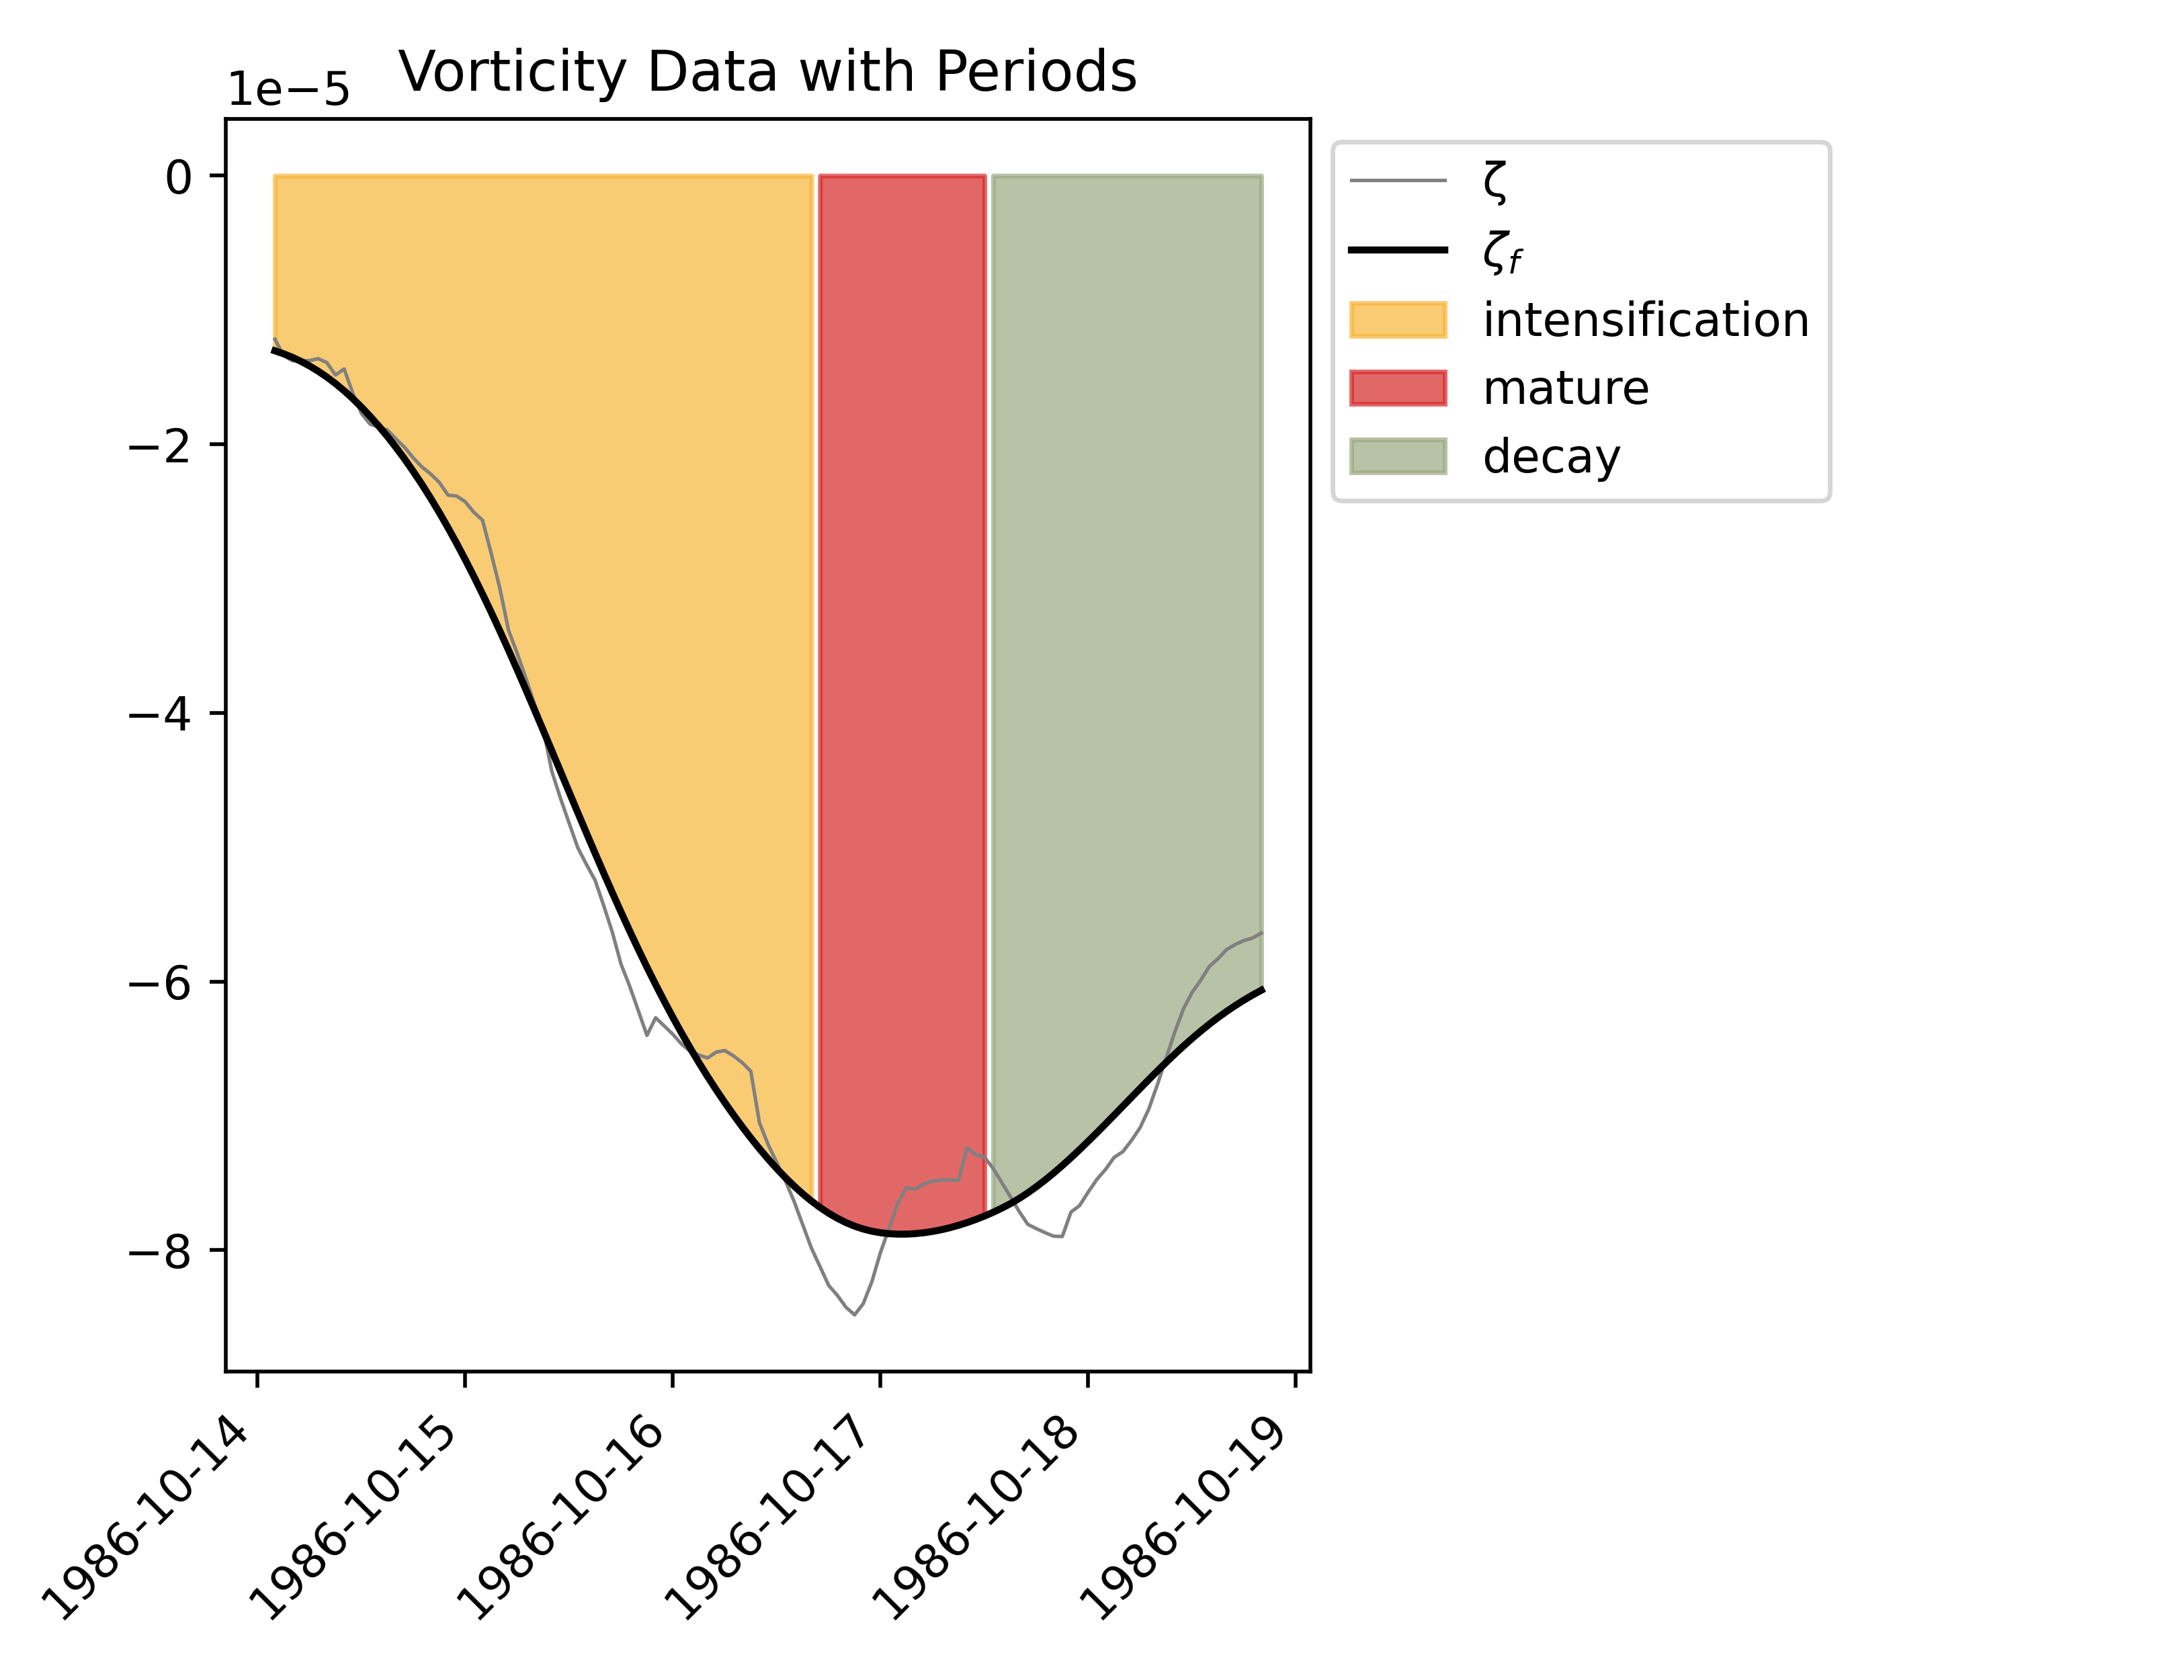 Vorticity Data with Periods
1e−5
0
−2
−4
−6
−8
1986-10-14
1986-10-15
1986-10-16
1986-10-17
1986-10-18
1986-10-19
ζ
ζf
intensification
mature
decay